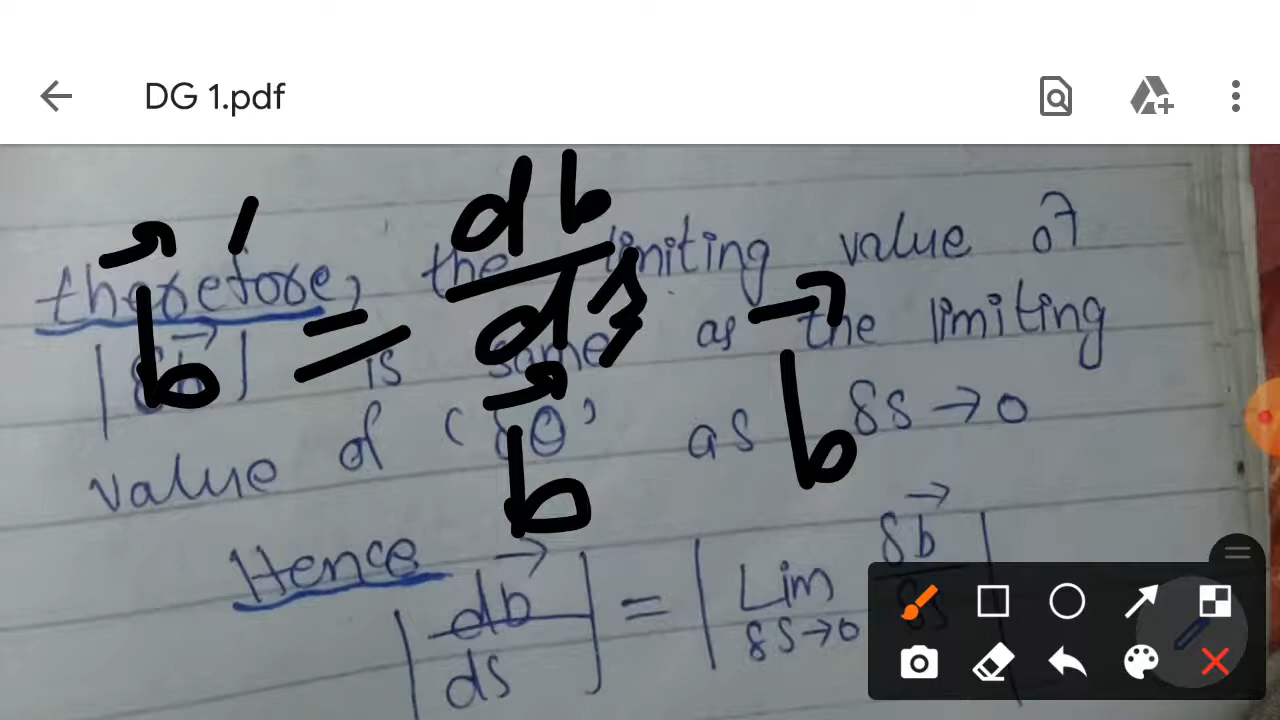 DG 1.pdf
b⃗' = db/ds
b⃗ b⃗
therefore, the limiting value of
|δb⃗| is same as the limiting
value of 'δθ' as δs → 0
Hence
|db⃗/ds| = |Lim δs→0 δb⃗/δs|